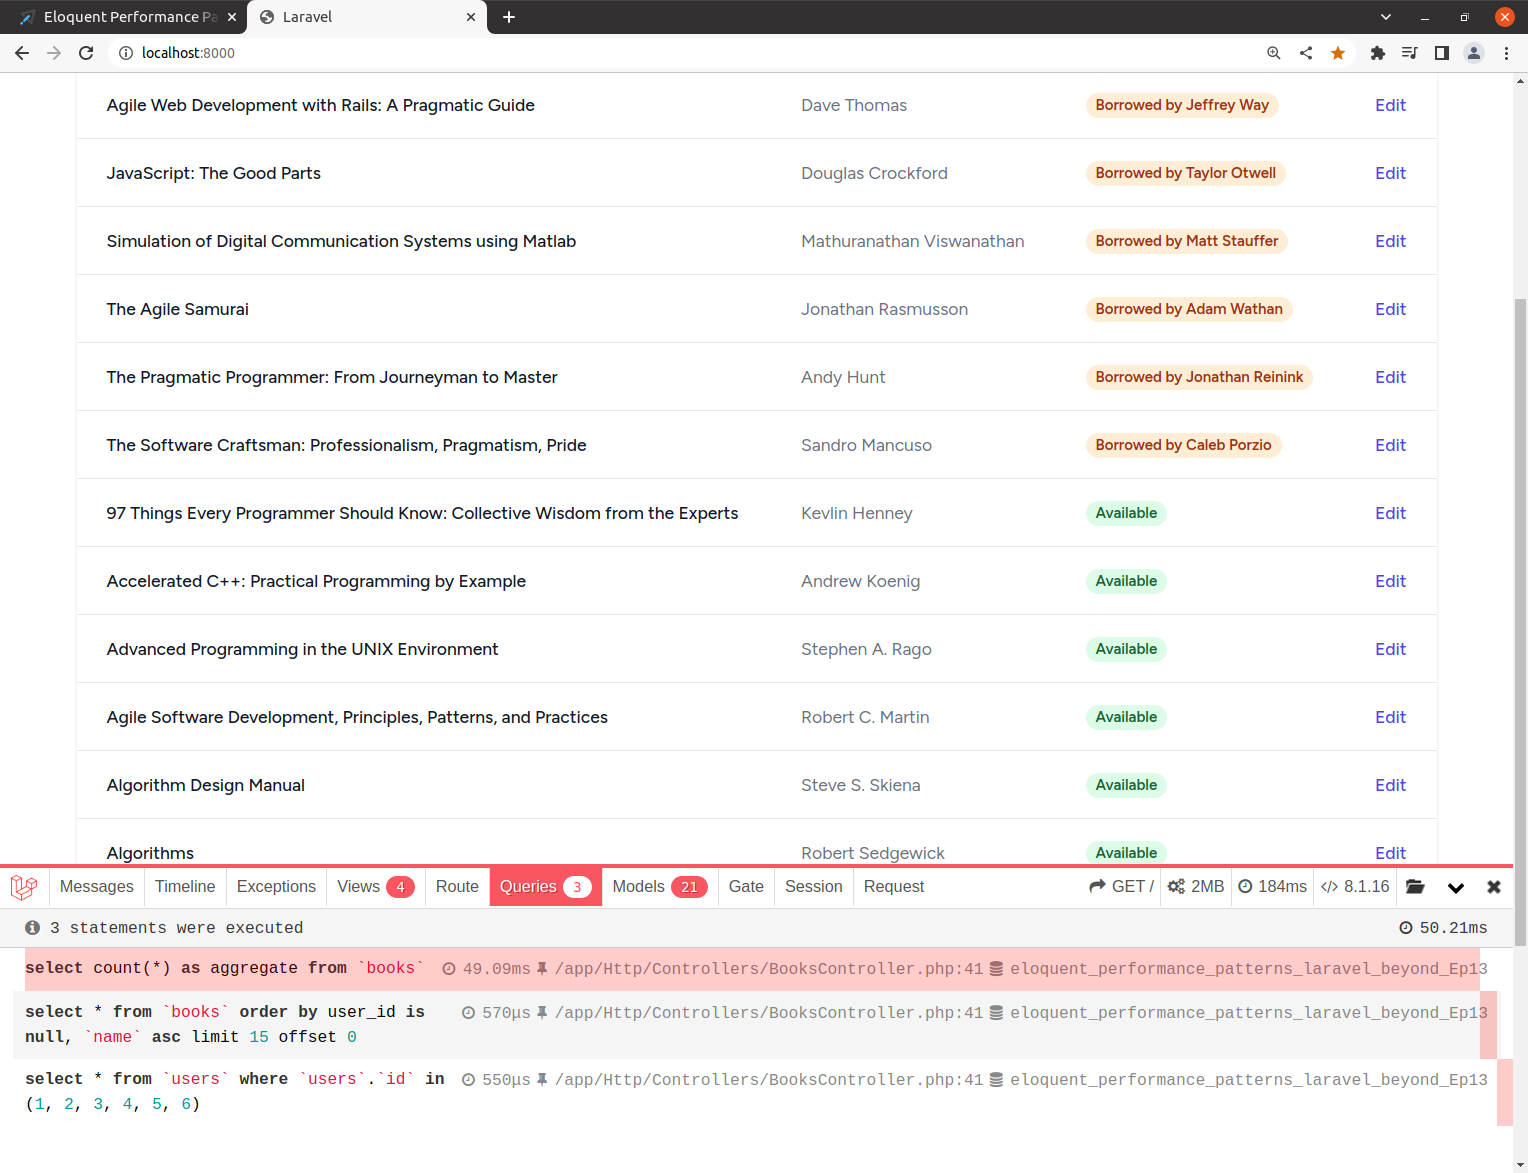 Eloquent Performance Pa
Laravel
localhost:8000
Agile Web Development with Rails: A Pragmatic Guide Dave Thomas Borrowed by Jeffrey Way Edit
JavaScript: The Good Parts Douglas Crockford Borrowed by Taylor Otwell Edit
Simulation of Digital Communication Systems using Matlab Mathuranathan Viswanathan Borrowed by Matt Stauffer Edit
The Agile Samurai Jonathan Rasmusson Borrowed by Adam Wathan Edit
The Pragmatic Programmer: From Journeyman to Master Andy Hunt Borrowed by Jonathan Reinink Edit
The Software Craftsman: Professionalism, Pragmatism, Pride Sandro Mancuso Borrowed by Caleb Porzio Edit
97 Things Every Programmer Should Know: Collective Wisdom from the Experts Kevlin Henney Available Edit
Accelerated C++: Practical Programming by Example Andrew Koenig Available Edit
Advanced Programming in the UNIX Environment Stephen A. Rago Available Edit
Agile Software Development, Principles, Patterns, and Practices Robert C. Martin Available Edit
Algorithm Design Manual Steve S. Skiena Available Edit
Algorithms Robert Sedgewick Available Edit
Messages Timeline Exceptions Views 4 Route Queries 3 Models 21 Gate Session Request GET / 2MB 184ms </> 8.1.16
3 statements were executed 50.21ms
select count(*) as aggregate from `books` 49.09ms /app/Http/Controllers/BooksController.php:41 eloquent_performance_patterns_laravel_beyond_Ep13
select * from `books` order by user_id is 570μs /app/Http/Controllers/BooksController.php:41 eloquent_performance_patterns_laravel_beyond_Ep13
null, `name` asc limit 15 offset 0
select * from `users` where `users`.`id` in 550μs /app/Http/Controllers/BooksController.php:41 eloquent_performance_patterns_laravel_beyond_Ep13
(1, 2, 3, 4, 5, 6)